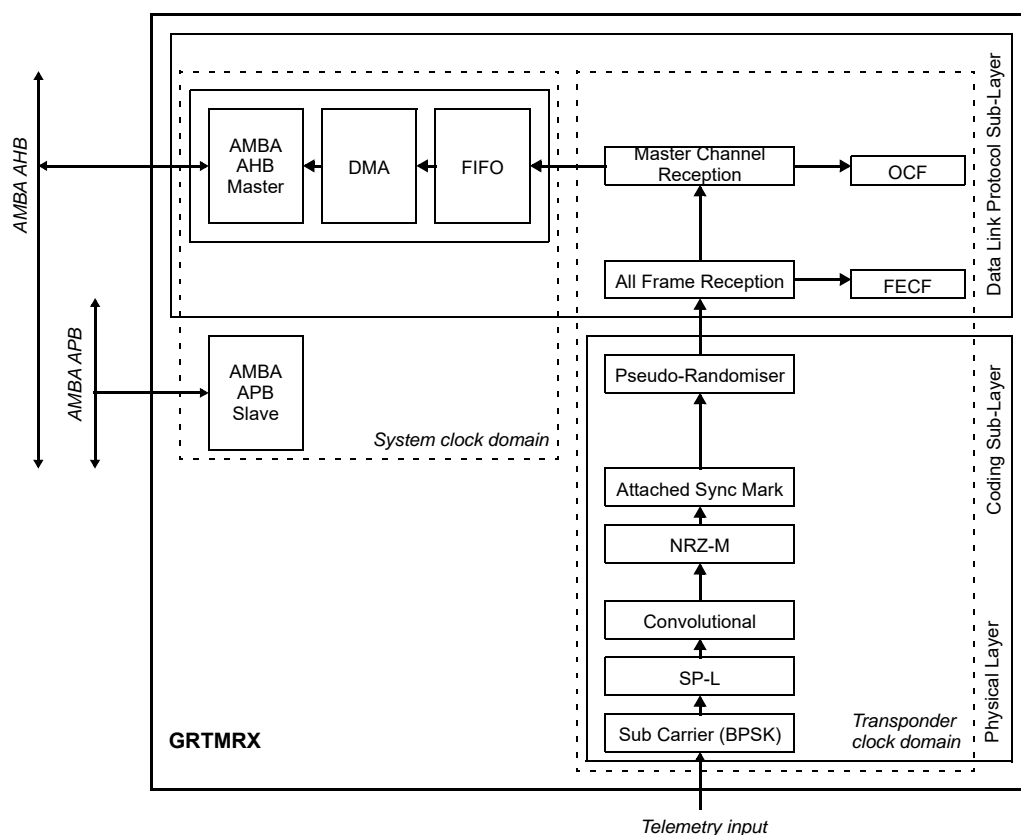 AMBA AHB
AMBA
AHB
Master
DMA
FIFO
Master Channel
Reception
OCF
Data Link Protocol Sub-Layer
All Frame Reception
FECF
AMBA APB
AMBA
APB
Slave
System clock domain
Pseudo-Randomiser
Coding Sub-Layer
Attached Sync Mark
NRZ-M
Convolutional
SP-L
Physical Layer
Sub Carrier (BPSK)
Transponder
clock domain
GRTMRX
Telemetry input